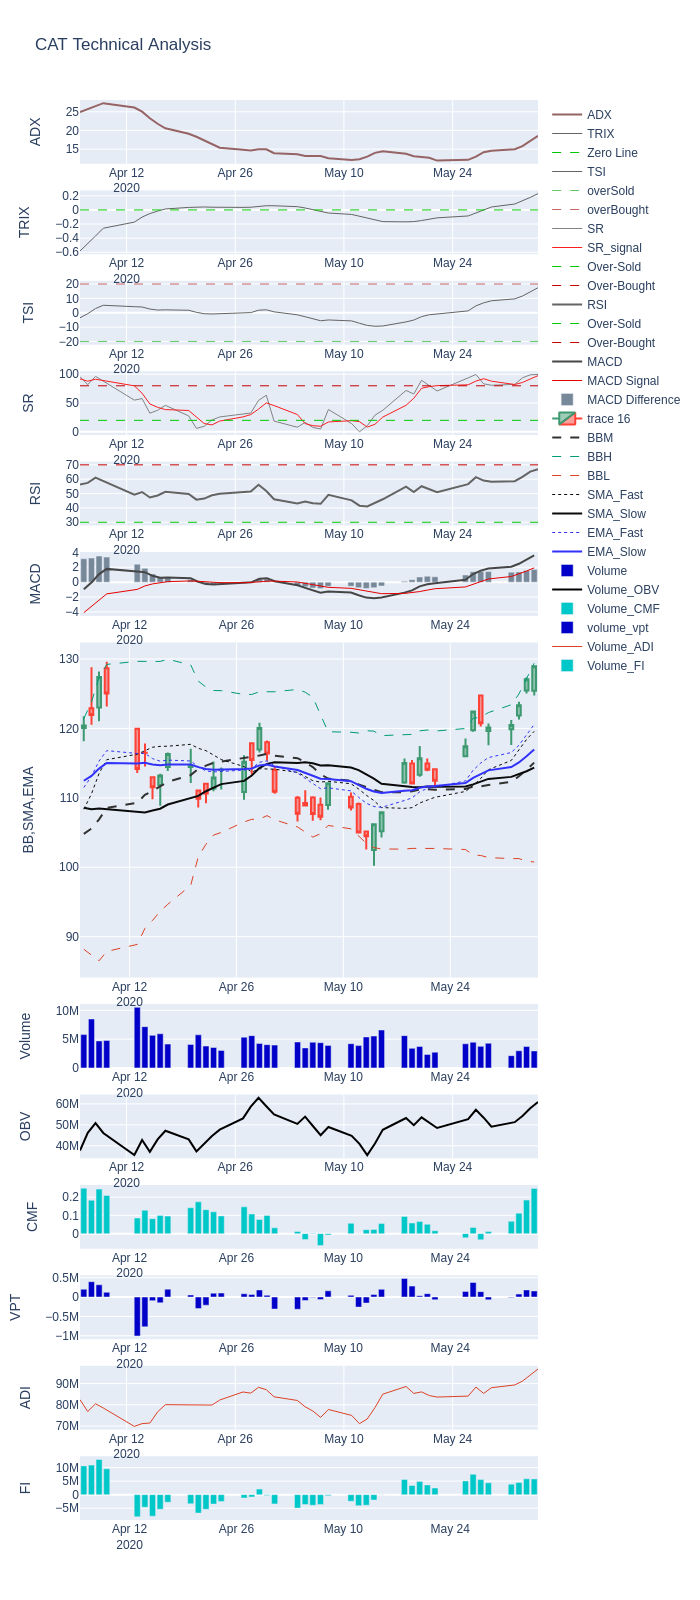 CAT Technical Analysis
ADX
25
20
15
Apr 12
2020
Apr 26
May 10
May 24
TRIX
0.2
0
−0.2
−0.4
−0.6
Apr 12
2020
Apr 26
May 10
May 24
TSI
20
10
0
−10
−20
Apr 12
2020
Apr 26
May 10
May 24
SR
100
50
0
Apr 12
2020
Apr 26
May 10
May 24
RSI
70
60
50
40
30
Apr 12
2020
Apr 26
May 10
May 24
MACD
4
2
0
−2
−4
Apr 12
2020
Apr 26
May 10
May 24
BB,SMA,EMA
130
120
110
100
90
Apr 12
2020
Apr 26
May 10
May 24
Volume
10M
5M
0
Apr 12
2020
Apr 26
May 10
May 24
OBV
60M
50M
40M
Apr 12
2020
Apr 26
May 10
May 24
CMF
0.2
0.1
0
Apr 12
2020
Apr 26
May 10
May 24
VPT
0.5M
0
−0.5M
−1M
Apr 12
2020
Apr 26
May 10
May 24
ADI
90M
80M
70M
Apr 12
2020
Apr 26
May 10
May 24
FI
10M
5M
0
−5M
Apr 12
2020
Apr 26
May 10
May 24
ADX
TRIX
Zero Line
TSI
overSold
overBought
SR
SR_signal
Over-Sold
Over-Bought
RSI
Over-Sold
Over-Bought
MACD
MACD Signal
MACD Difference
trace 16
BBM
BBH
BBL
SMA_Fast
SMA_Slow
EMA_Fast
EMA_Slow
Volume
Volume_OBV
Volume_CMF
volume_vpt
Volume_ADI
Volume_FI